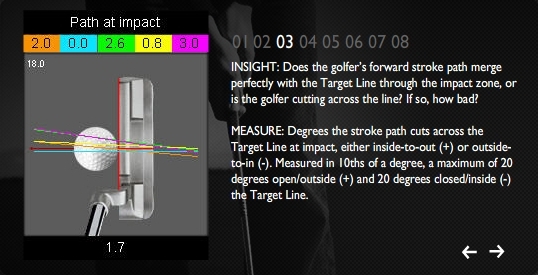 Path at impact
2.0 0.0 2.6 0.8 3.0
18.0
1.7
01 02 03 04 05 06 07 08
INSIGHT: Does the golfer's forward stroke path merge
perfectly with the Target Line through the impact zone, or
is the golfer cutting across the line? If so, how bad?
MEASURE: Degrees the stroke path cuts across the
Target Line at impact, either inside-to-out (+) or outside-
to-in (-). Measured in 10ths of a degree, a maximum of 20
degrees open/outside (+) and 20 degrees closed/inside (-)
the Target Line.